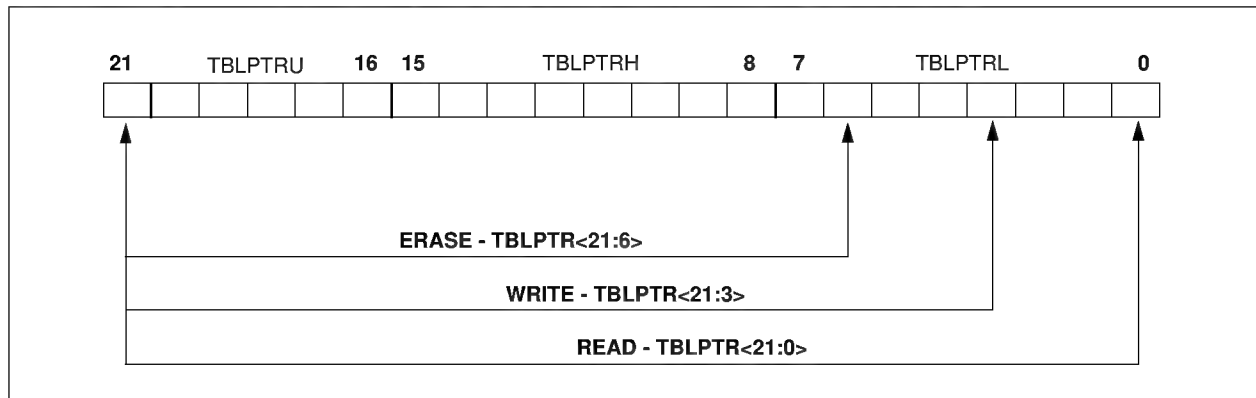 21 TBLPTRU 16 15 TBLPTRH 8 7 TBLPTRL 0
ERASE - TBLPTR<21:6>
WRITE - TBLPTR<21:3>
READ - TBLPTR<21:0>